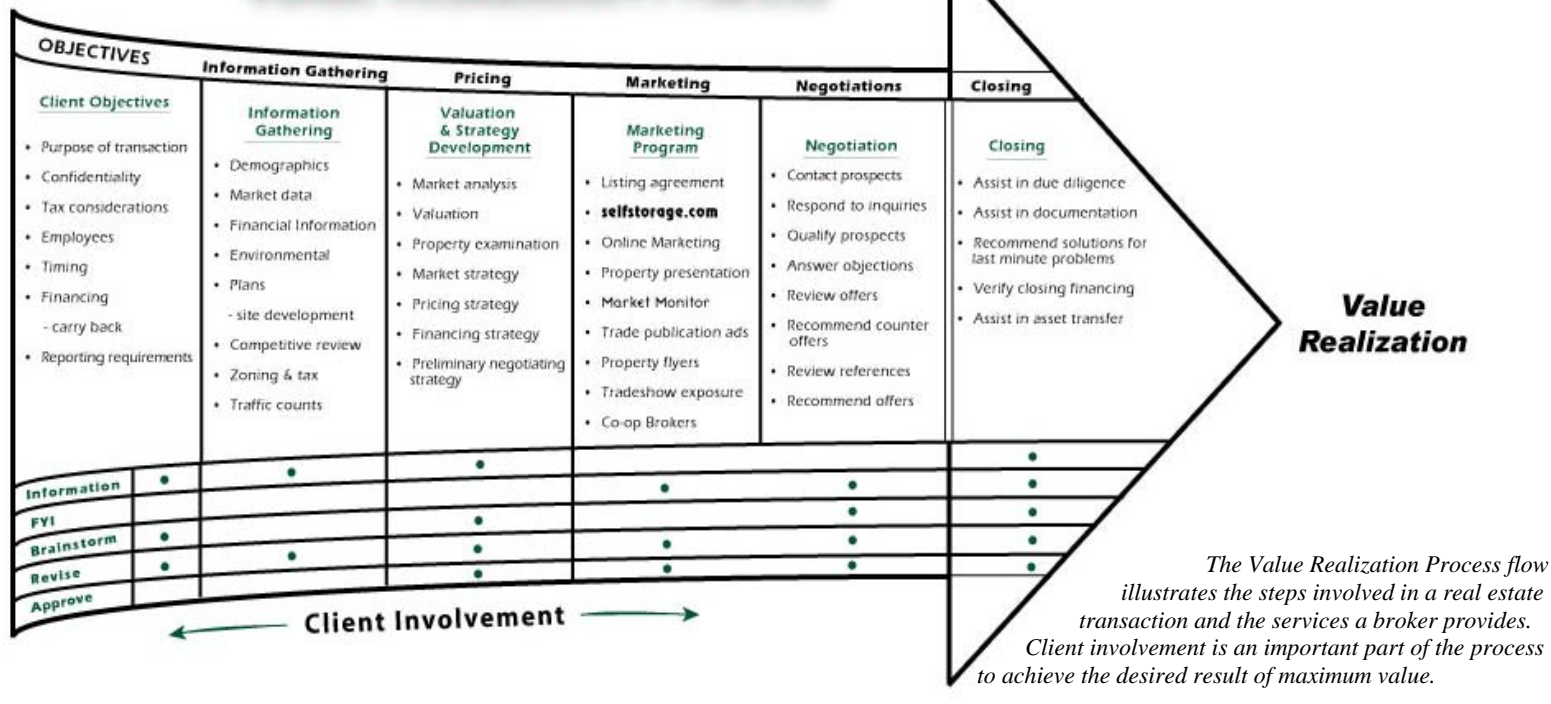 OBJECTIVES
Information Gathering
Pricing
Marketing
Negotiations
Closing
Client Objectives
• Purpose of transaction
• Confidentiality
• Tax considerations
• Employees
• Timing
• Financing
- carry back
• Reporting requirements
Information
Gathering
• Demographics
• Market data
• Financial Information
• Environmental
• Plans
- site development
• Competitive review
• Zoning & tax
• Traffic counts
Valuation
& Strategy
Development
• Market analysis
• Valuation
• Property examination
• Market strategy
• Pricing strategy
• Financing strategy
• Preliminary negotiating
strategy
Marketing
Program
• Listing agreement
• selfstorage.com
• Online Marketing
• Property presentation
• Market Monitor
• Trade publication ads
• Property flyers
• Tradeshow exposure
• Co-op Brokers
Negotiation
• Contact prospects
• Respond to inquiries
• Qualify prospects
• Answer objections
• Review offers
• Recommend counter
offers
• Review references
• Recommend offers
Closing
• Assist in due diligence
• Assist in documentation
• Recommend solutions for
last minute problems
• Verify closing financing
• Assist in asset transfer
Value
Realization
Information
FYI
Brainstorm
Revise
Approve
Client Involvement
The Value Realization Process flow
illustrates the steps involved in a real estate
transaction and the services a broker provides.
Client involvement is an important part of the process
to achieve the desired result of maximum value.